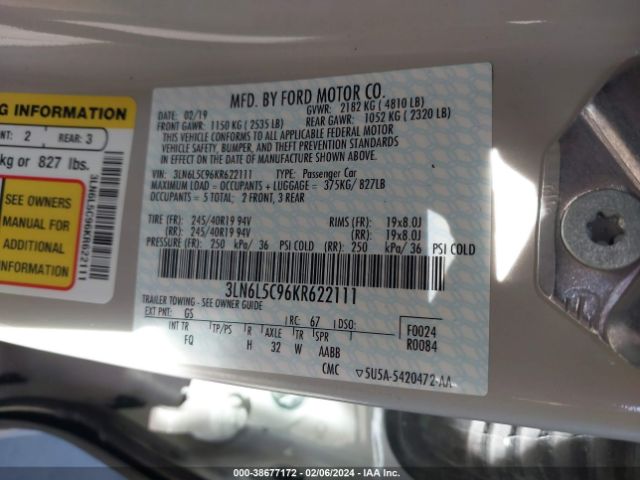 G INFORMATION
NT: 2 REAR: 3
kg or 827 lbs.
SEE OWNERS
MANUAL FOR
ADDITIONAL
INFORMATION
3LN6L5C96KR622111
MFD. BY FORD MOTOR CO.
DATE: 02/19 GVWR: 2182 KG ( 4810 LB)
FRONT GAWR: 1150 KG ( 2535 LB) REAR GAWR: 1052 KG ( 2320 LB)
THIS VEHICLE CONFORMS TO ALL APPLICABLE FEDERAL MOTOR
VEHICLE SAFETY, BUMPER, AND THEFT PREVENTION STANDARDS
IN EFFECT ON THE DATE OF MANUFACTURE SHOWN ABOVE.
VIN: 3LN6L5C96KR622111 TYPE: Passenger Car
MAXIMUM LOAD = OCCUPANTS + LUGGAGE = 375KG/ 827LB
OCCUPANTS = 5 TOTAL; 2 FRONT, 3 REAR
TIRE (FR): 245/40R19 94V RIMS (FR): 19x8.0J
(RR): 245/40R19 94V (RR): 19x8.0J
PRESSURE (FR): 250 kPa/ 36 PSI COLD (RR): 250 kPa/ 36 PSI COLD
3LN6L5C96KR622111
TRAILER TOWING - SEE OWNER GUIDE
EXT PNT: GS RC: 67 DSO: F0024
INT TR TP/PS R AXLE TR SPR R0084
FQ H 32 W AABB
CMC ▽5U5A-5420472-AA
000-38677172 - 02/06/2024 - IAA Inc.